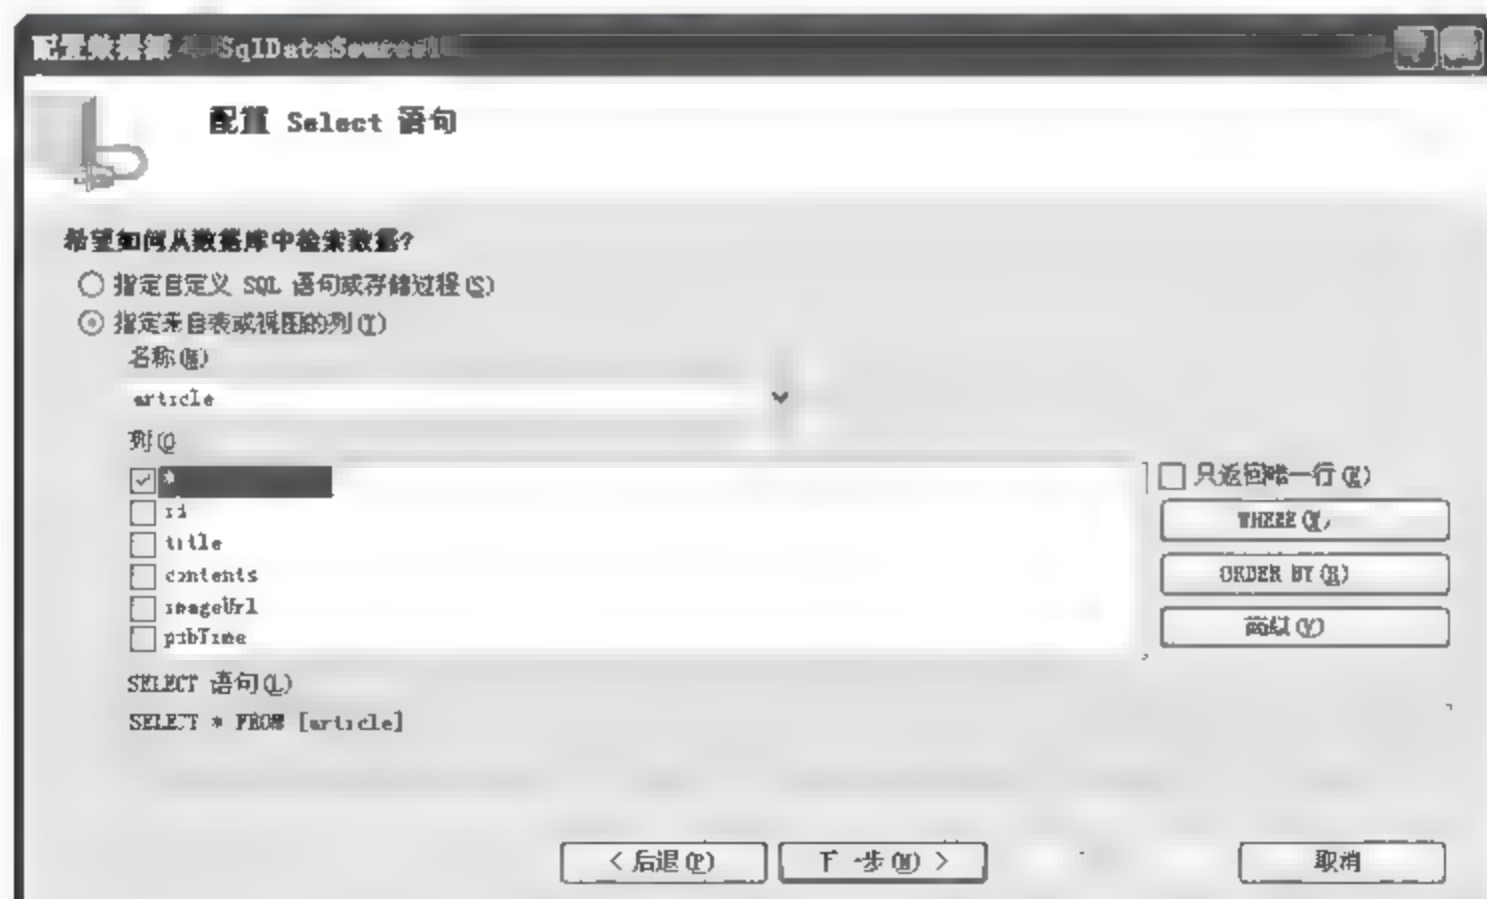 配置数据源 - SqlDataSource1
配置 Select 语句
希望如何从数据库中检索数据?
指定自定义 SQL 语句或存储过程(S)
指定来自表或视图的列(T)
名称(M)
article
列(O)
*
id
title
contents
imageUrl
pubTime
只返回唯一行(E)
WHERE(W)
ORDER BY(R)
高级(V)
SELECT 语句(L)
SELECT * FROM [article]
< 后退(P)
下一步(N) >
取消